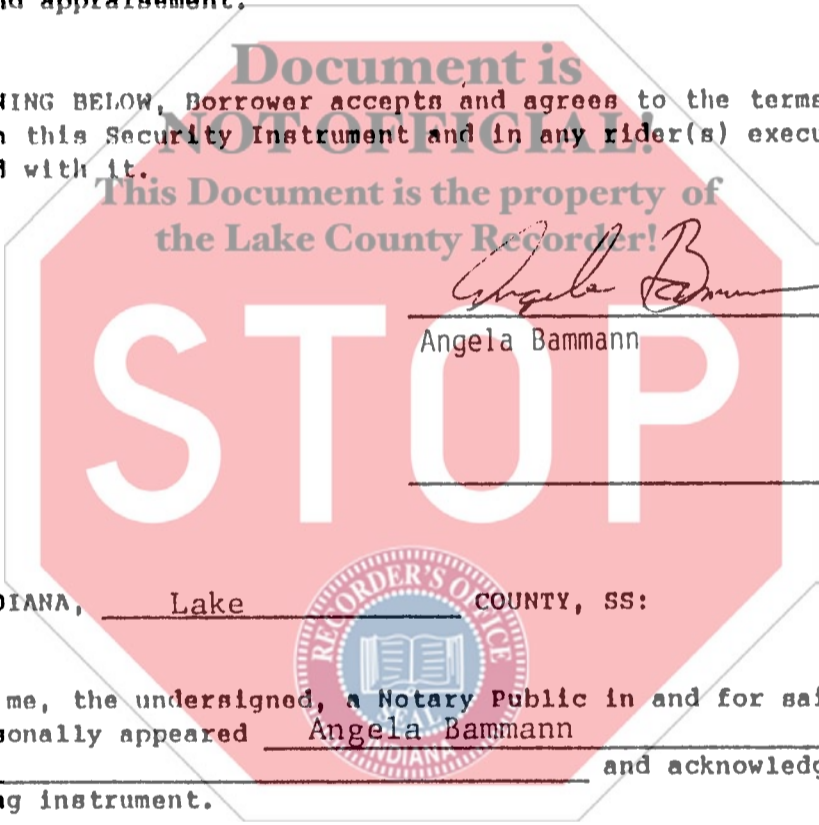 nd appraisement.
Document is
NING BELOW, Borrower accepts and agrees to the terms
NOT OFFICIAL!
n this Security Instrument and in any rider(s) execu
d with it.
This Document is the property of
the Lake County Recorder!
Angela Bammann
Angela Bammann
STOP
DIANA, Lake COUNTY, SS:
RECORDER'S OFFICE
SEAL
INDIANA
me, the undersigned, a Notary Public in and for sai
sonally appeared Angela Bammann
and acknowledg
ng instrument.